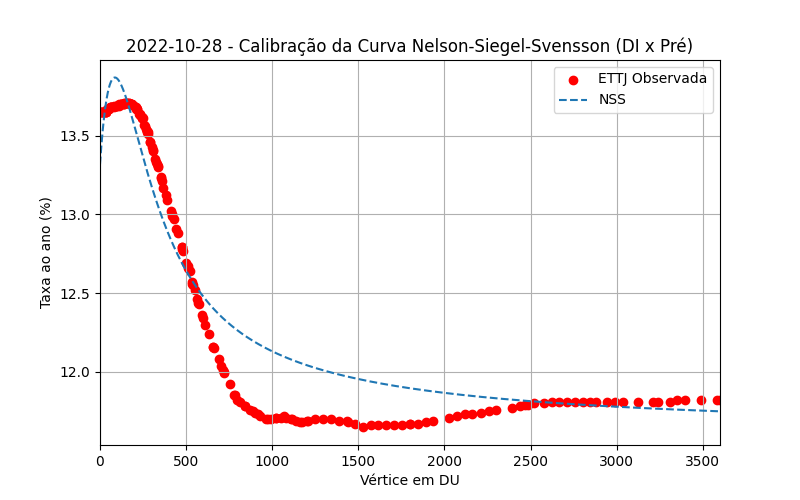 2022-10-28 - Calibração da Curva Nelson-Siegel-Svensson (DI x Pré)
ETTJ Observada
NSS
Taxa ao ano (%)
13.5
13.0
12.5
12.0
0 500 1000 1500 2000 2500 3000 3500
Vértice em DU